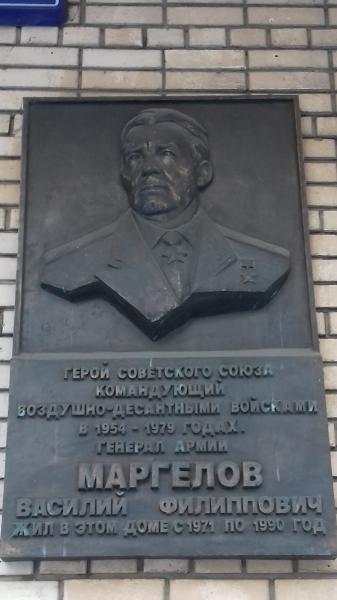 ГЕРОЙ СОВЕТСКОГО СОЮЗА
КОМАНДУЮЩИЙ
ВОЗДУШНО-ДЕСАНТНЫМИ ВОЙСКАМИ
В 1954 - 1979 ГОДАХ.
ГЕНЕРАЛ АРМИИ
МАРГЕЛОВ
ВАСИЛИЙ ФИЛИППОВИЧ
ЖИЛ В ЭТОМ ДОМЕ С 1971 ПО 1990 ГОД